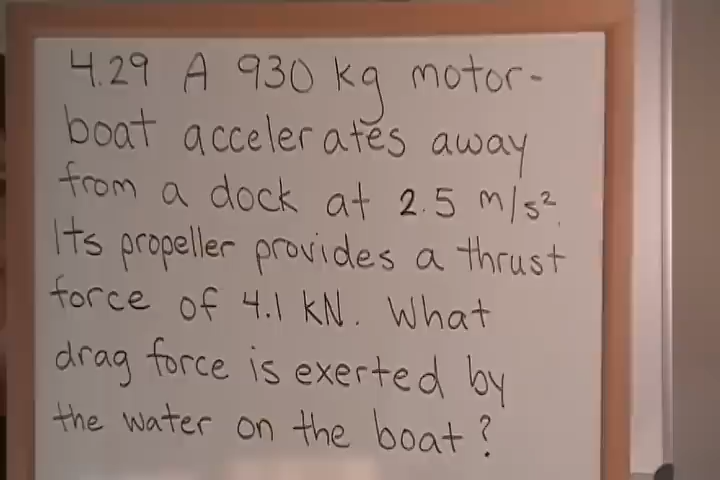 4.29 A 930 kg motor-
boat accelerates away
from a dock at 2.5 m/s².
Its propeller provides a thrust
force of 4.1 kN. What
drag force is exerted by
the water on the boat?